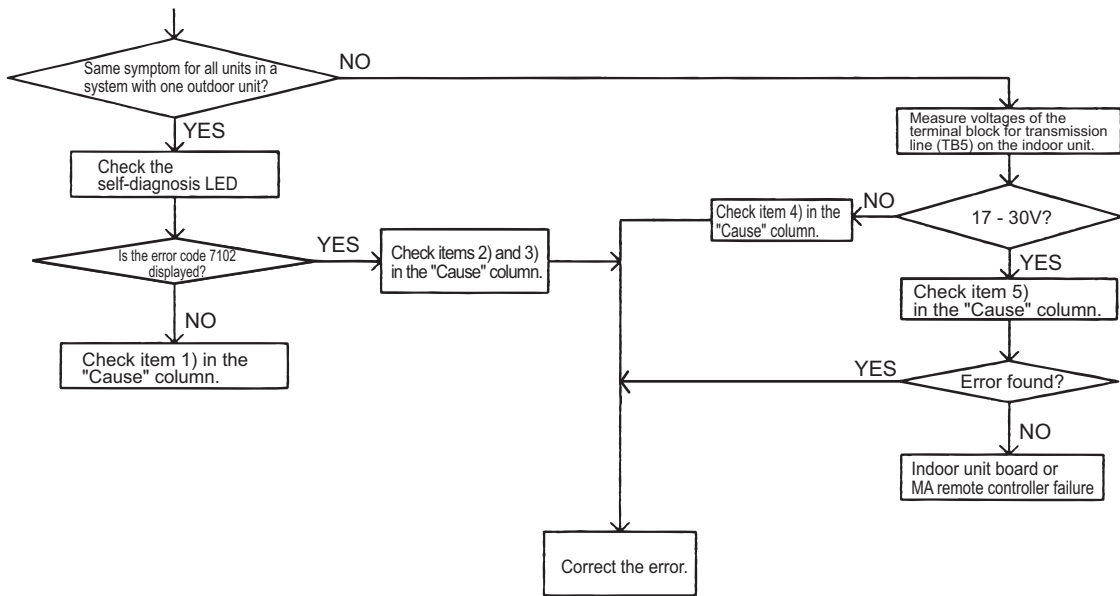 Same symptom for all units in a
system with one outdoor unit?
NO
YES
Measure voltages of the
terminal block for transmission
line (TB5) on the indoor unit.
Check the
self-diagnosis LED
Check item 4) in the
"Cause" column.
NO
17 - 30V?
Is the error code 7102
displayed?
YES
Check items 2) and 3)
in the "Cause" column.
YES
Check item 5)
in the "Cause" column.
NO
Check item 1) in the
"Cause" column.
YES
Error found?
NO
Indoor unit board or
MA remote controller failure
Correct the error.